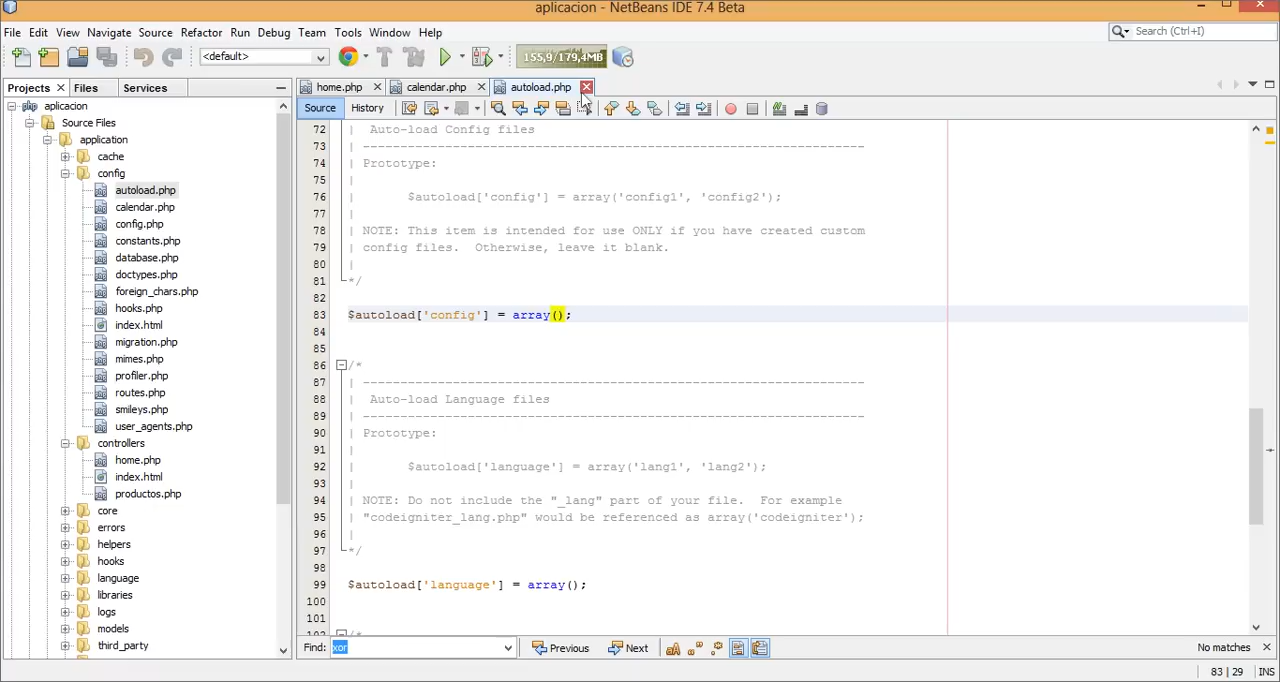 aplicacion - NetBeans IDE 7.4 Beta
File Edit View Navigate Source Refactor Run Debug Team Tools Window Help
Search (Ctrl+I)
<default>
155,9/179,4MB
Projects
Files
Services
home.php
calendar.php
autoload.php
Source
History
aplicacion
Source Files
application
cache
config
autoload.php
calendar.php
config.php
constants.php
database.php
doctypes.php
foreign_chars.php
hooks.php
index.html
migration.php
mimes.php
profiler.php
routes.php
smileys.php
user_agents.php
controllers
home.php
index.html
productos.php
core
errors
helpers
hooks
language
libraries
logs
models
third_party
72 | Auto-load Config files
73 | -------------------------------------------------------------------
74 | Prototype:
75 |
76 | $autoload['config'] = array('config1', 'config2');
77 |
78 | NOTE: This item is intended for use ONLY if you have created custom
79 | config files. Otherwise, leave it blank.
80 |
81 */
82
83 $autoload['config'] = array();
84
85
86 /*
87 | -------------------------------------------------------------------
88 | Auto-load Language files
89 | -------------------------------------------------------------------
90 | Prototype:
91 |
92 | $autoload['language'] = array('lang1', 'lang2');
93 |
94 | NOTE: Do not include the "_lang" part of your file. For example
95 | "codeigniter_lang.php" would be referenced as array('codeigniter');
96 |
97 */
98
99 $autoload['language'] = array();
100
101
102 /*
Find: xor
Previous
Next
No matches
83 | 29
INS